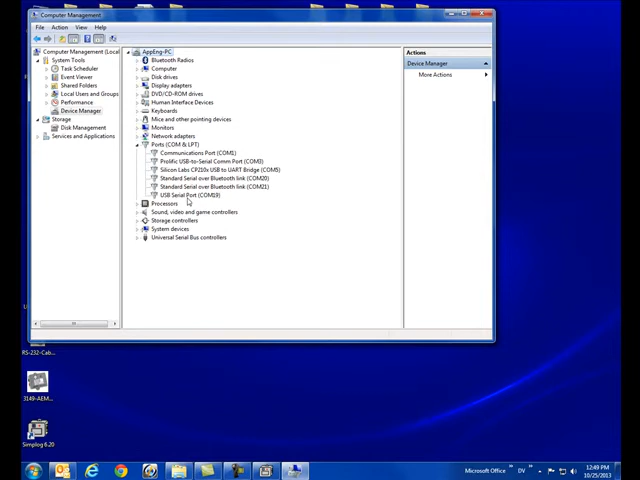 Computer Management
File Action View Help
Computer Management (Local
System Tools
Task Scheduler
Event Viewer
Shared Folders
Local Users and Groups
Performance
Device Manager
Storage
Disk Management
Services and Applications
AppEng-PC
Bluetooth Radios
Computer
Disk drives
Display adapters
DVD/CD-ROM drives
Human Interface Devices
Keyboards
Mice and other pointing devices
Monitors
Network adapters
Ports (COM & LPT)
Communications Port (COM1)
Prolific USB-to-Serial Comm Port (COM3)
Silicon Labs CP210x USB to UART Bridge (COM5)
Standard Serial over Bluetooth link (COM20)
Standard Serial over Bluetooth link (COM21)
USB Serial Port (COM19)
Processors
Sound, video and game controllers
Storage controllers
System devices
Universal Serial Bus controllers
Actions
Device Manager
More Actions
RS-232-Cab...
3149-AEM...
Simplog 6-20
Microsoft Office
DV
12:49 PM
10/25/2013